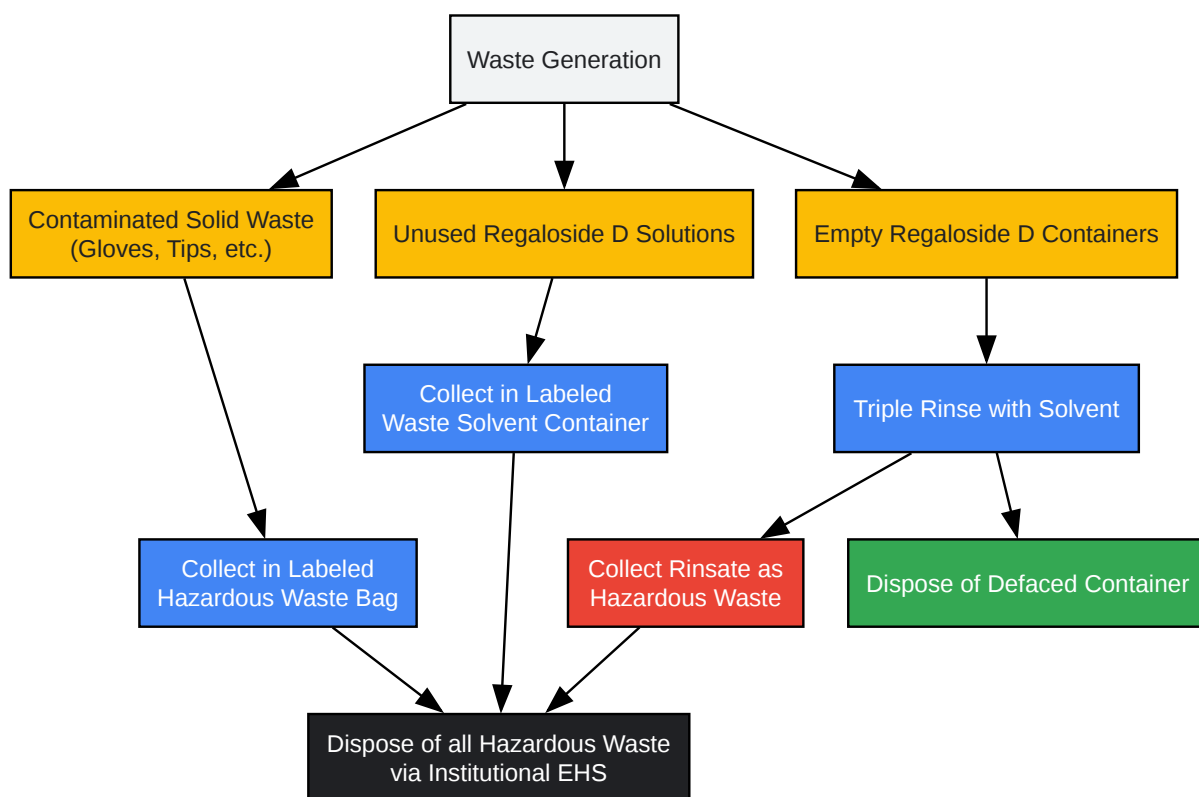 Waste Generation
Contaminated Solid Waste
(Gloves, Tips, etc.)
Unused Regaloside D Solutions
Empty Regaloside D Containers
Collect in Labeled
Waste Solvent Container
Triple Rinse with Solvent
Collect in Labeled
Hazardous Waste Bag
Collect Rinsate as
Hazardous Waste
Dispose of Defaced Container
Dispose of all Hazardous Waste
via Institutional EHS